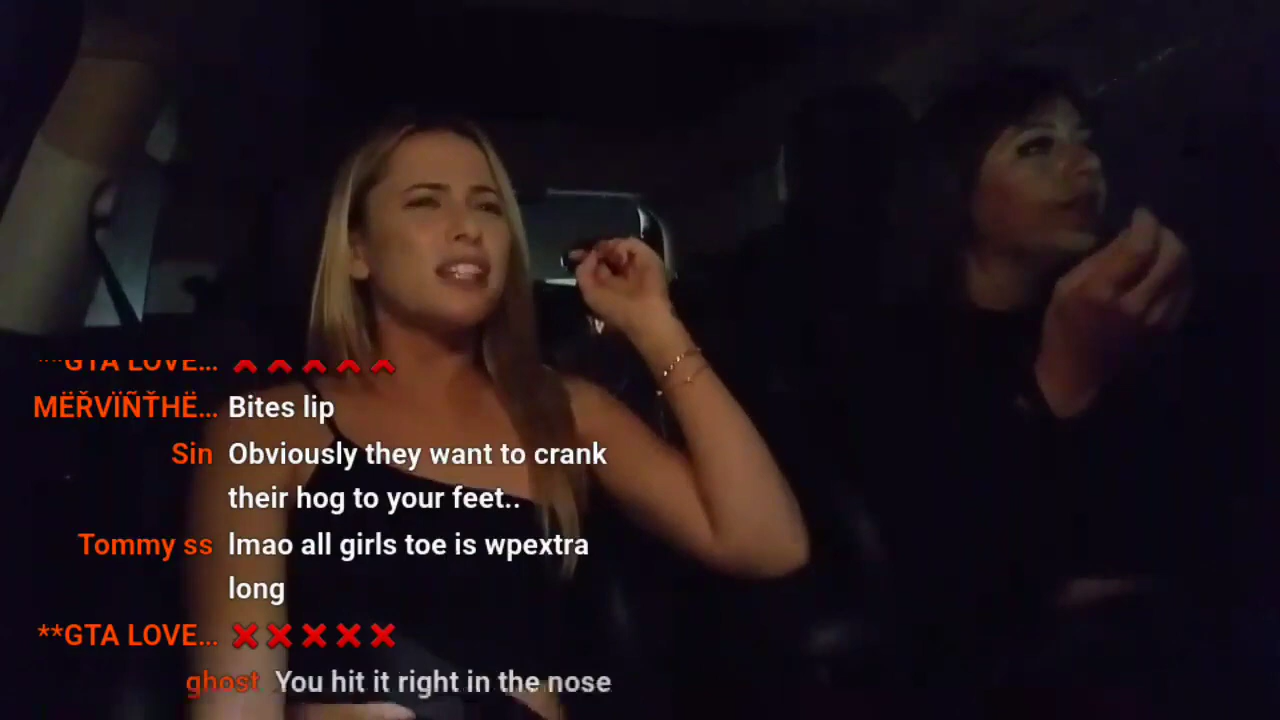 **GTA LOVE... ❌❌❌❌❌
MËŘVÏÑŤHË... Bites lip
Sin Obviously they want to crank
their hog to your feet..
Tommy ss lmao all girls toe is wpextra
long
**GTA LOVE... ❌❌❌❌❌
ghost You hit it right in the nose